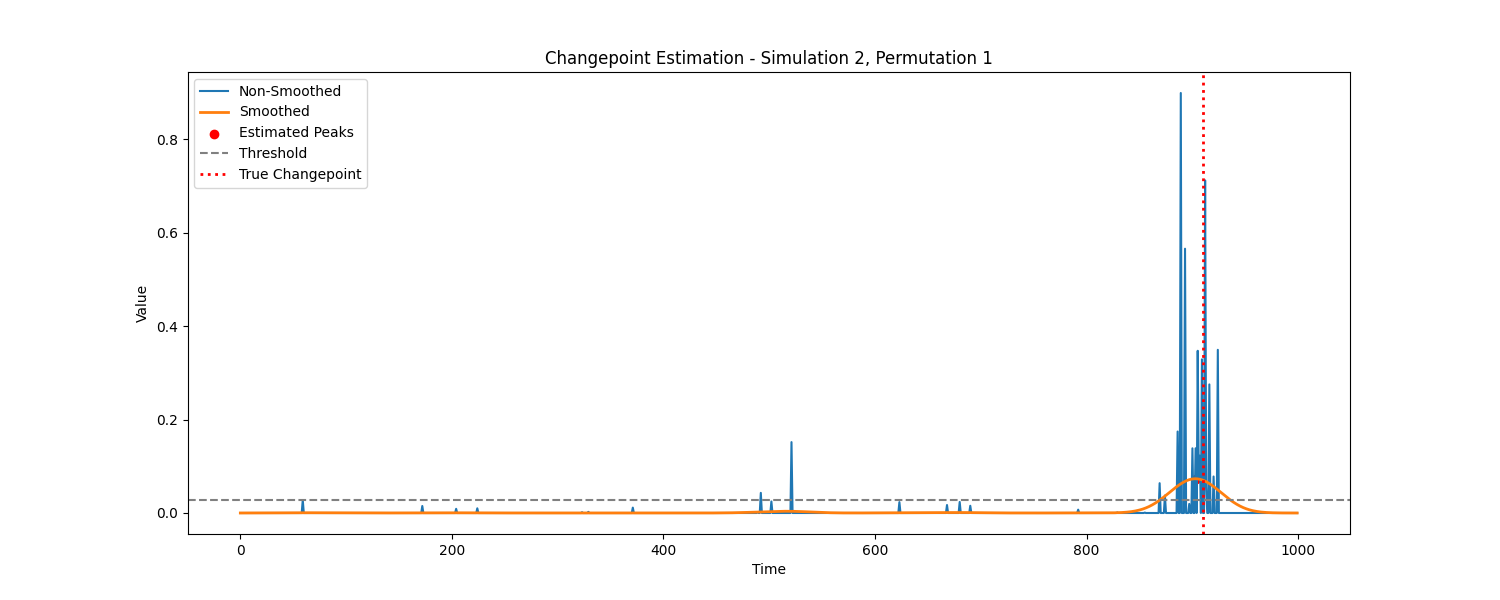 Changepoint Estimation - Simulation 2, Permutation 1
Non-Smoothed
Smoothed
Estimated Peaks
Threshold
True Changepoint
Value
0.8
0.6
0.4
0.2
0.0
0 200 400 600 800 1000
Time